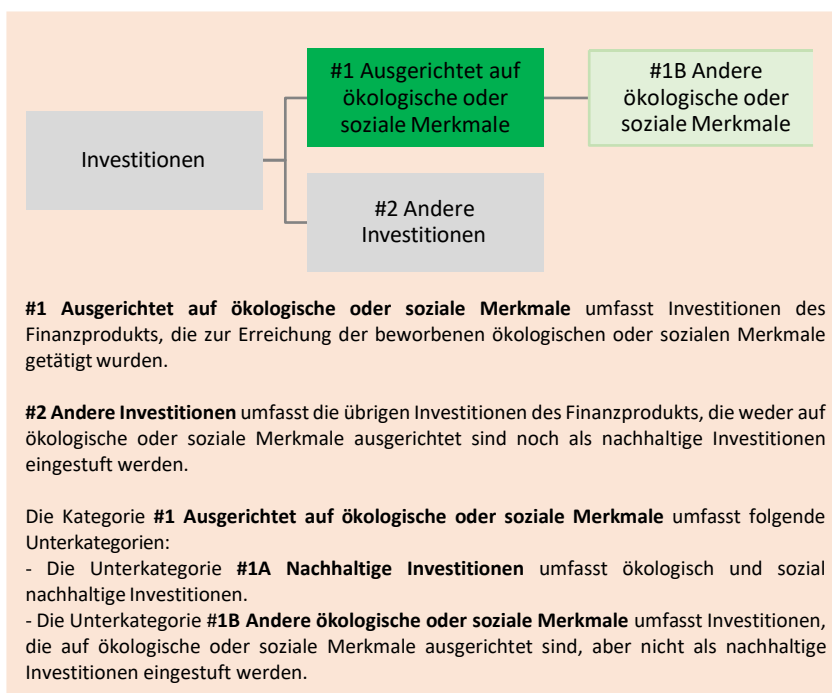 #1 Ausgerichtet auf
ökologische oder
soziale Merkmale
#1B Andere
ökologische oder
soziale Merkmale
Investitionen
#2 Andere
Investitionen
#1 Ausgerichtet auf ökologische oder soziale Merkmale umfasst Investitionen des
Finanzprodukts, die zur Erreichung der beworbenen ökologischen oder sozialen Merkmale
getätigt wurden.
#2 Andere Investitionen umfasst die übrigen Investitionen des Finanzprodukts, die weder auf
ökologische oder soziale Merkmale ausgerichtet sind noch als nachhaltige Investitionen
eingestuft werden.
Die Kategorie #1 Ausgerichtet auf ökologische oder soziale Merkmale umfasst folgende
Unterkategorien:
- Die Unterkategorie #1A Nachhaltige Investitionen umfasst ökologisch und sozial
nachhaltige Investitionen.
- Die Unterkategorie #1B Andere ökologische oder soziale Merkmale umfasst Investitionen,
die auf ökologische oder soziale Merkmale ausgerichtet sind, aber nicht als nachhaltige
Investitionen eingestuft werden.